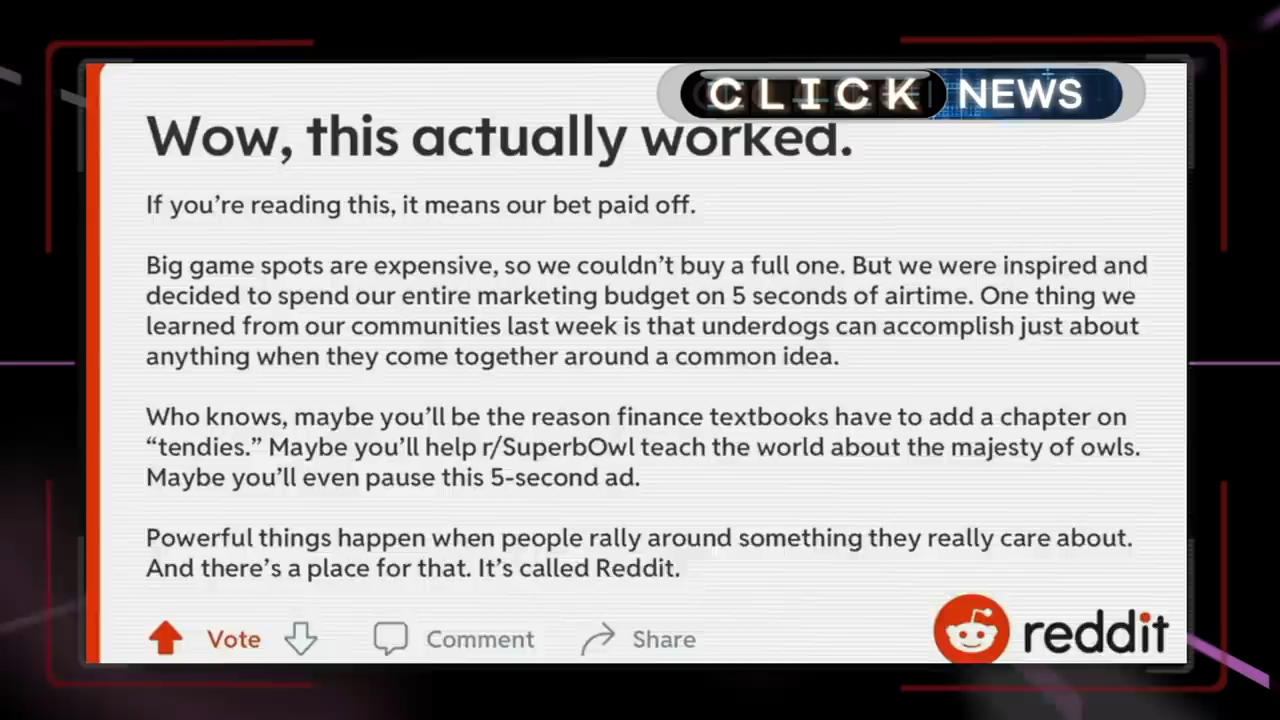 CLICK NEWS
Wow, this actually worked.
If you’re reading this, it means our bet paid off.
Big game spots are expensive, so we couldn’t buy a full one. But we were inspired and
decided to spend our entire marketing budget on 5 seconds of airtime. One thing we
learned from our communities last week is that underdogs can accomplish just about
anything when they come together around a common idea.
Who knows, maybe you’ll be the reason finance textbooks have to add a chapter on
“tendies.” Maybe you’ll help r/SuperbOwl teach the world about the majesty of owls.
Maybe you’ll even pause this 5-second ad.
Powerful things happen when people rally around something they really care about.
And there’s a place for that. It’s called Reddit.
Vote Comment Share
reddit